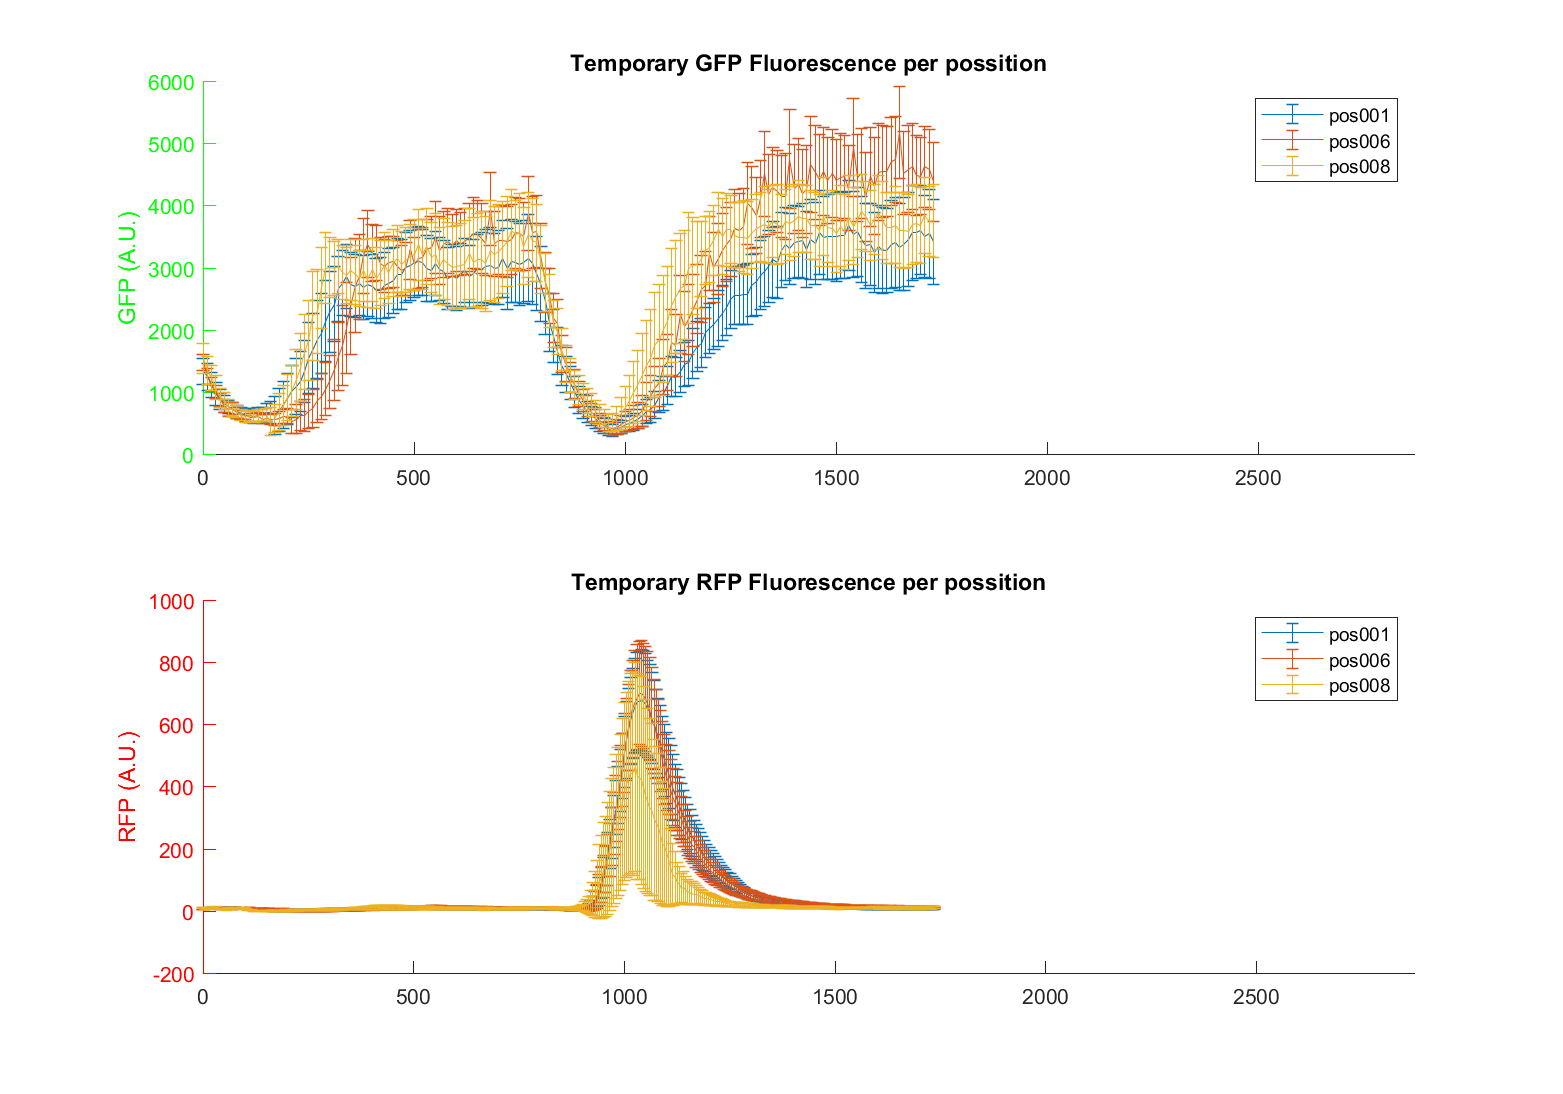 Temporary GFP Fluorescence per possition
GFP (A.U.)
6000
5000
4000
3000
2000
1000
0
0 500 1000 1500 2000 2500
pos001
pos006
pos008
Temporary RFP Fluorescence per possition
RFP (A.U.)
1000
800
600
400
200
0
-200
0 500 1000 1500 2000 2500
pos001
pos006
pos008